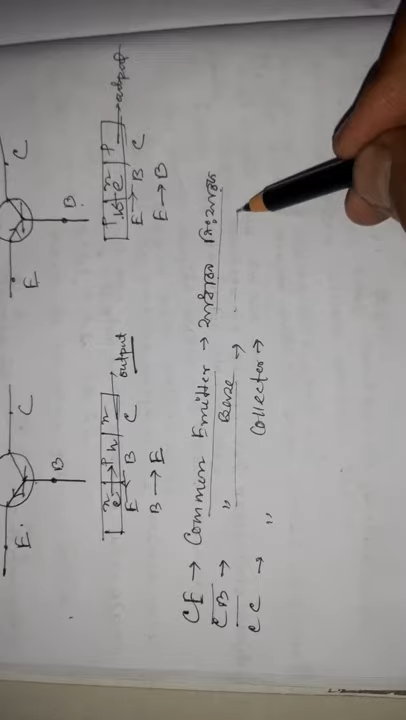 E. C E C
B B.
n P n P n P
e h h e
output output
E → B C E → B C
B → E E → B
CE → Common Emitter → সাধারণ নিঃসারক
CB → " Base →
CC → " Collector →